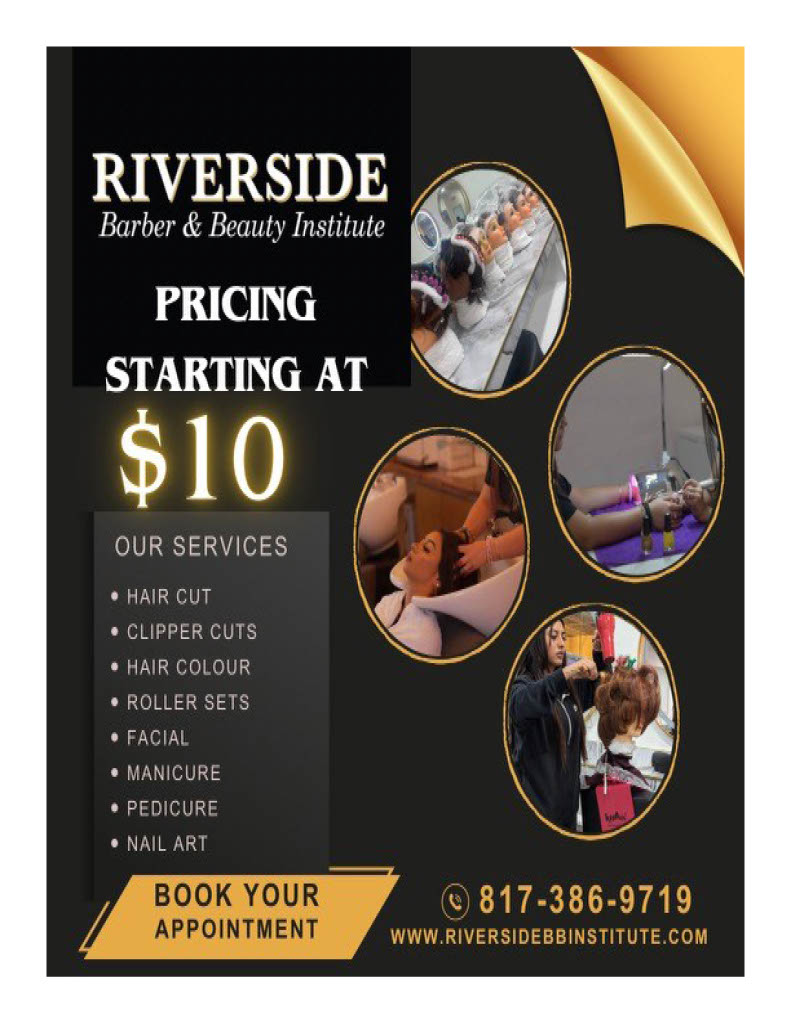 RIVERSIDE
Barber & Beauty Institute
PRICING
STARTING AT
$10
OUR SERVICES
• HAIR CUT
• CLIPPER CUTS
• HAIR COLOUR
• ROLLER SETS
• FACIAL
• MANICURE
• PEDICURE
• NAIL ART
BOOK YOUR
APPOINTMENT
817-386-9719
WWW.RIVERSIDEBBINSTITUTE.COM